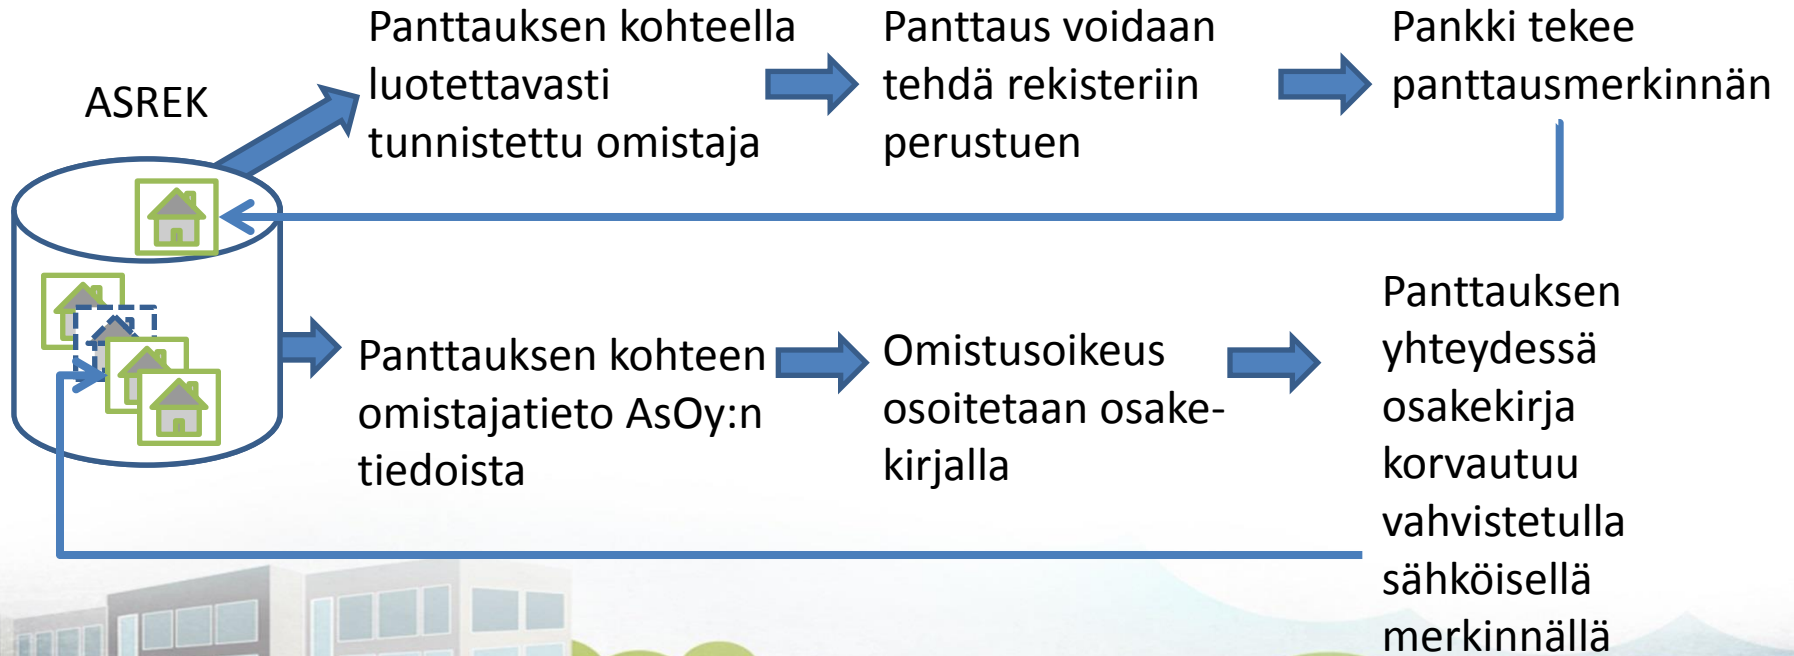 ASREK
Panttauksen kohteella
luotettavasti
tunnistettu omistaja
Panttaus voidaan
tehdä rekisteriin
perustuen
Pankki tekee
panttausmerkinnän
Panttauksen kohteen
omistajatieto AsOy:n
tiedoista
Omistusoikeus
osoitetaan osake-
kirjalla
Panttauksen
yhteydessä
osakekirja
korvautuu
vahvistetulla
sähköisellä
merkinnällä